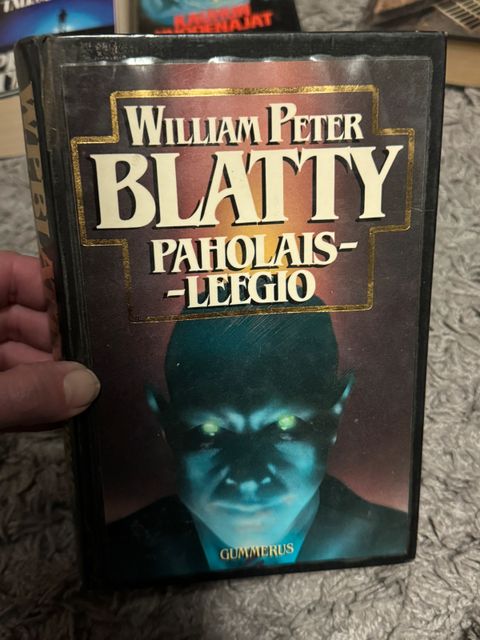 WILLIAM PETER
BLATTY
PAHOLAIS-
-LEEGIO
GUMMERUS